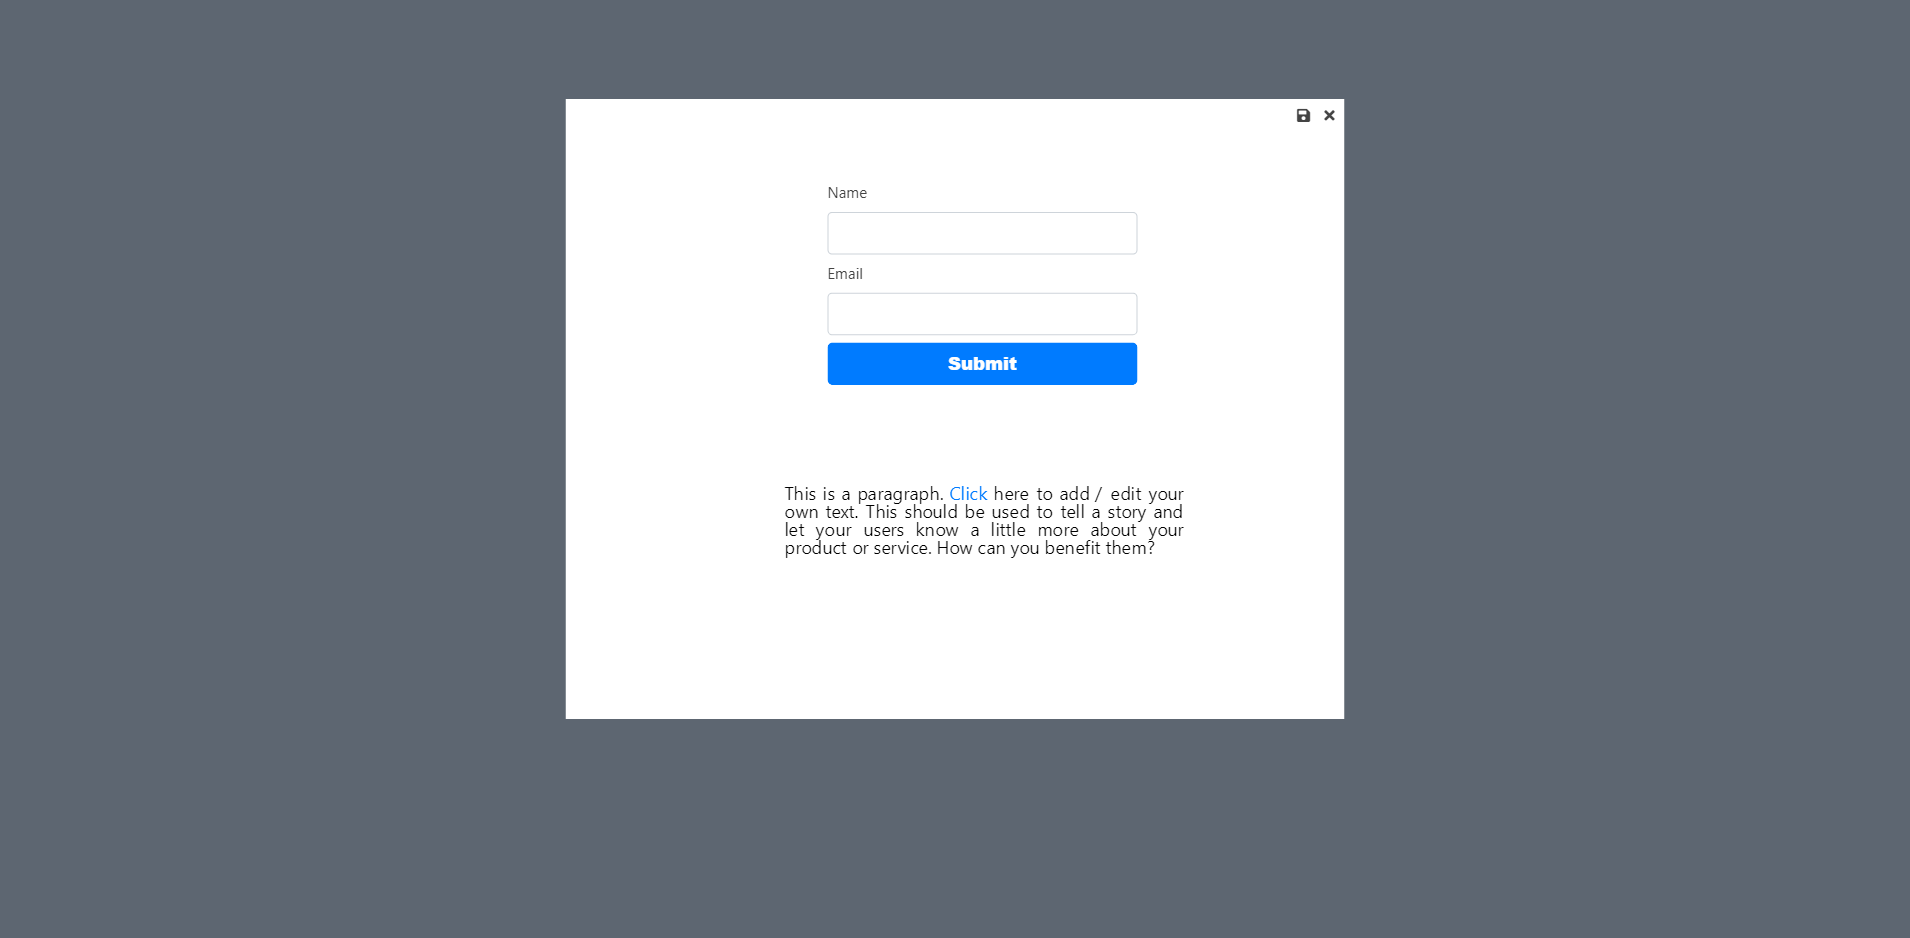 Name
Email
Submit
This is a paragraph. Click here to add / edit your
own text. This should be used to tell a story and
let your users know a little more about your
product or service. How can you benefit them?